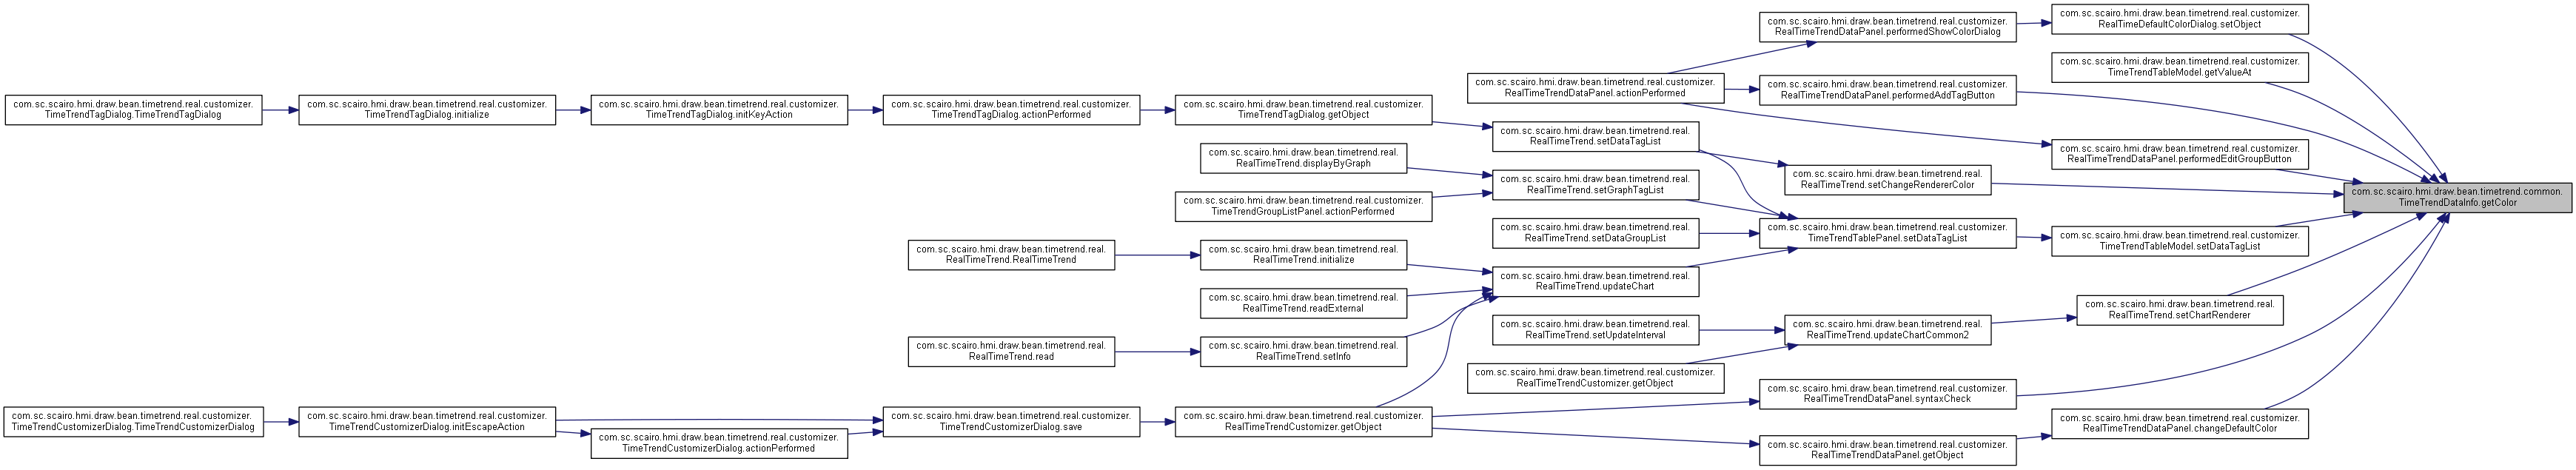 com.sc.scairo.hmi.draw.bean.timetrend.real.customizer.
TimeTrendTagDialog.TimeTrendTagDialog
com.sc.scairo.hmi.draw.bean.timetrend.real.customizer.
TimeTrendCustomizerDialog.TimeTrendCustomizerDialog
com.sc.scairo.hmi.draw.bean.timetrend.real.customizer.
TimeTrendTagDialog.initialize
com.sc.scairo.hmi.draw.bean.timetrend.real.customizer.
TimeTrendCustomizerDialog.initEscapeAction
com.sc.scairo.hmi.draw.bean.timetrend.real.customizer.
TimeTrendTagDialog.initKeyAction
com.sc.scairo.hmi.draw.bean.timetrend.real.customizer.
TimeTrendCustomizerDialog.actionPerformed
com.sc.scairo.hmi.draw.bean.timetrend.real.customizer.
TimeTrendTagDialog.actionPerformed
com.sc.scairo.hmi.draw.bean.timetrend.real.
RealTimeTrend.RealTimeTrend
com.sc.scairo.hmi.draw.bean.timetrend.real.
RealTimeTrend.read
com.sc.scairo.hmi.draw.bean.timetrend.real.customizer.
TimeTrendCustomizerDialog.save
com.sc.scairo.hmi.draw.bean.timetrend.real.customizer.
TimeTrendTagDialog.getObject
com.sc.scairo.hmi.draw.bean.timetrend.real.
RealTimeTrend.displayByGraph
com.sc.scairo.hmi.draw.bean.timetrend.real.customizer.
TimeTrendGroupListPanel.actionPerformed
com.sc.scairo.hmi.draw.bean.timetrend.real.
RealTimeTrend.initialize
com.sc.scairo.hmi.draw.bean.timetrend.real.
RealTimeTrend.readExternal
com.sc.scairo.hmi.draw.bean.timetrend.real.
RealTimeTrend.setInfo
com.sc.scairo.hmi.draw.bean.timetrend.real.customizer.
RealTimeTrendCustomizer.getObject
com.sc.scairo.hmi.draw.bean.timetrend.real.customizer.
RealTimeTrendDataPanel.actionPerformed
com.sc.scairo.hmi.draw.bean.timetrend.real.
RealTimeTrend.setDataTagList
com.sc.scairo.hmi.draw.bean.timetrend.real.
RealTimeTrend.setGraphTagList
com.sc.scairo.hmi.draw.bean.timetrend.real.
RealTimeTrend.setDataGroupList
com.sc.scairo.hmi.draw.bean.timetrend.real.
RealTimeTrend.updateChart
com.sc.scairo.hmi.draw.bean.timetrend.real.
RealTimeTrend.setUpdateInterval
com.sc.scairo.hmi.draw.bean.timetrend.real.customizer.
RealTimeTrendCustomizer.getObject
com.sc.scairo.hmi.draw.bean.timetrend.real.customizer.
RealTimeTrendDataPanel.performedShowColorDialog
com.sc.scairo.hmi.draw.bean.timetrend.real.customizer.
RealTimeTrendDataPanel.performedAddTagButton
com.sc.scairo.hmi.draw.bean.timetrend.real.
RealTimeTrend.setChangeRendererColor
com.sc.scairo.hmi.draw.bean.timetrend.real.customizer.
TimeTrendTablePanel.setDataTagList
com.sc.scairo.hmi.draw.bean.timetrend.real.
RealTimeTrend.updateChartCommon2
com.sc.scairo.hmi.draw.bean.timetrend.real.customizer.
RealTimeTrendDataPanel.syntaxCheck
com.sc.scairo.hmi.draw.bean.timetrend.real.customizer.
RealTimeTrendDataPanel.getObject
com.sc.scairo.hmi.draw.bean.timetrend.real.customizer.
RealTimeDefaultColorDialog.setObject
com.sc.scairo.hmi.draw.bean.timetrend.real.customizer.
TimeTrendTableModel.getValueAt
com.sc.scairo.hmi.draw.bean.timetrend.real.customizer.
RealTimeTrendDataPanel.performedEditGroupButton
com.sc.scairo.hmi.draw.bean.timetrend.real.customizer.
TimeTrendTableModel.setDataTagList
com.sc.scairo.hmi.draw.bean.timetrend.real.
RealTimeTrend.setChartRenderer
com.sc.scairo.hmi.draw.bean.timetrend.real.customizer.
RealTimeTrendDataPanel.changeDefaultColor
com.sc.scairo.hmi.draw.bean.timetrend.common.
TimeTrendDataInfo.getColor